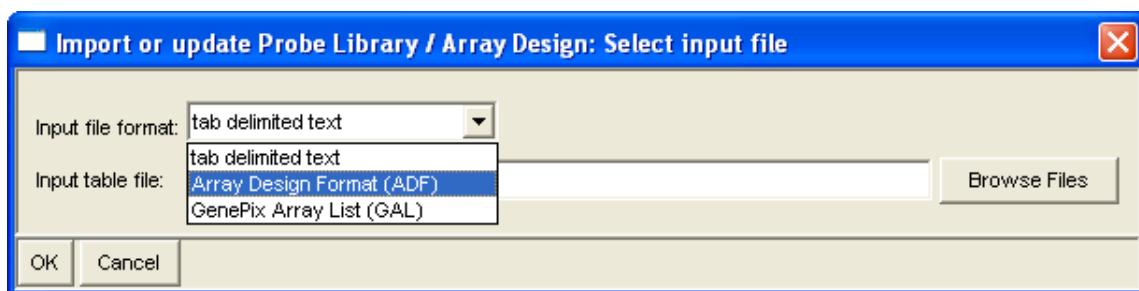 Import or update Probe Library / Array Design: Select input file
Input file format: tab delimited text
tab delimited text
Input table file: Array Design Format (ADF) Browse Files
GenePix Array List (GAL)
OK Cancel